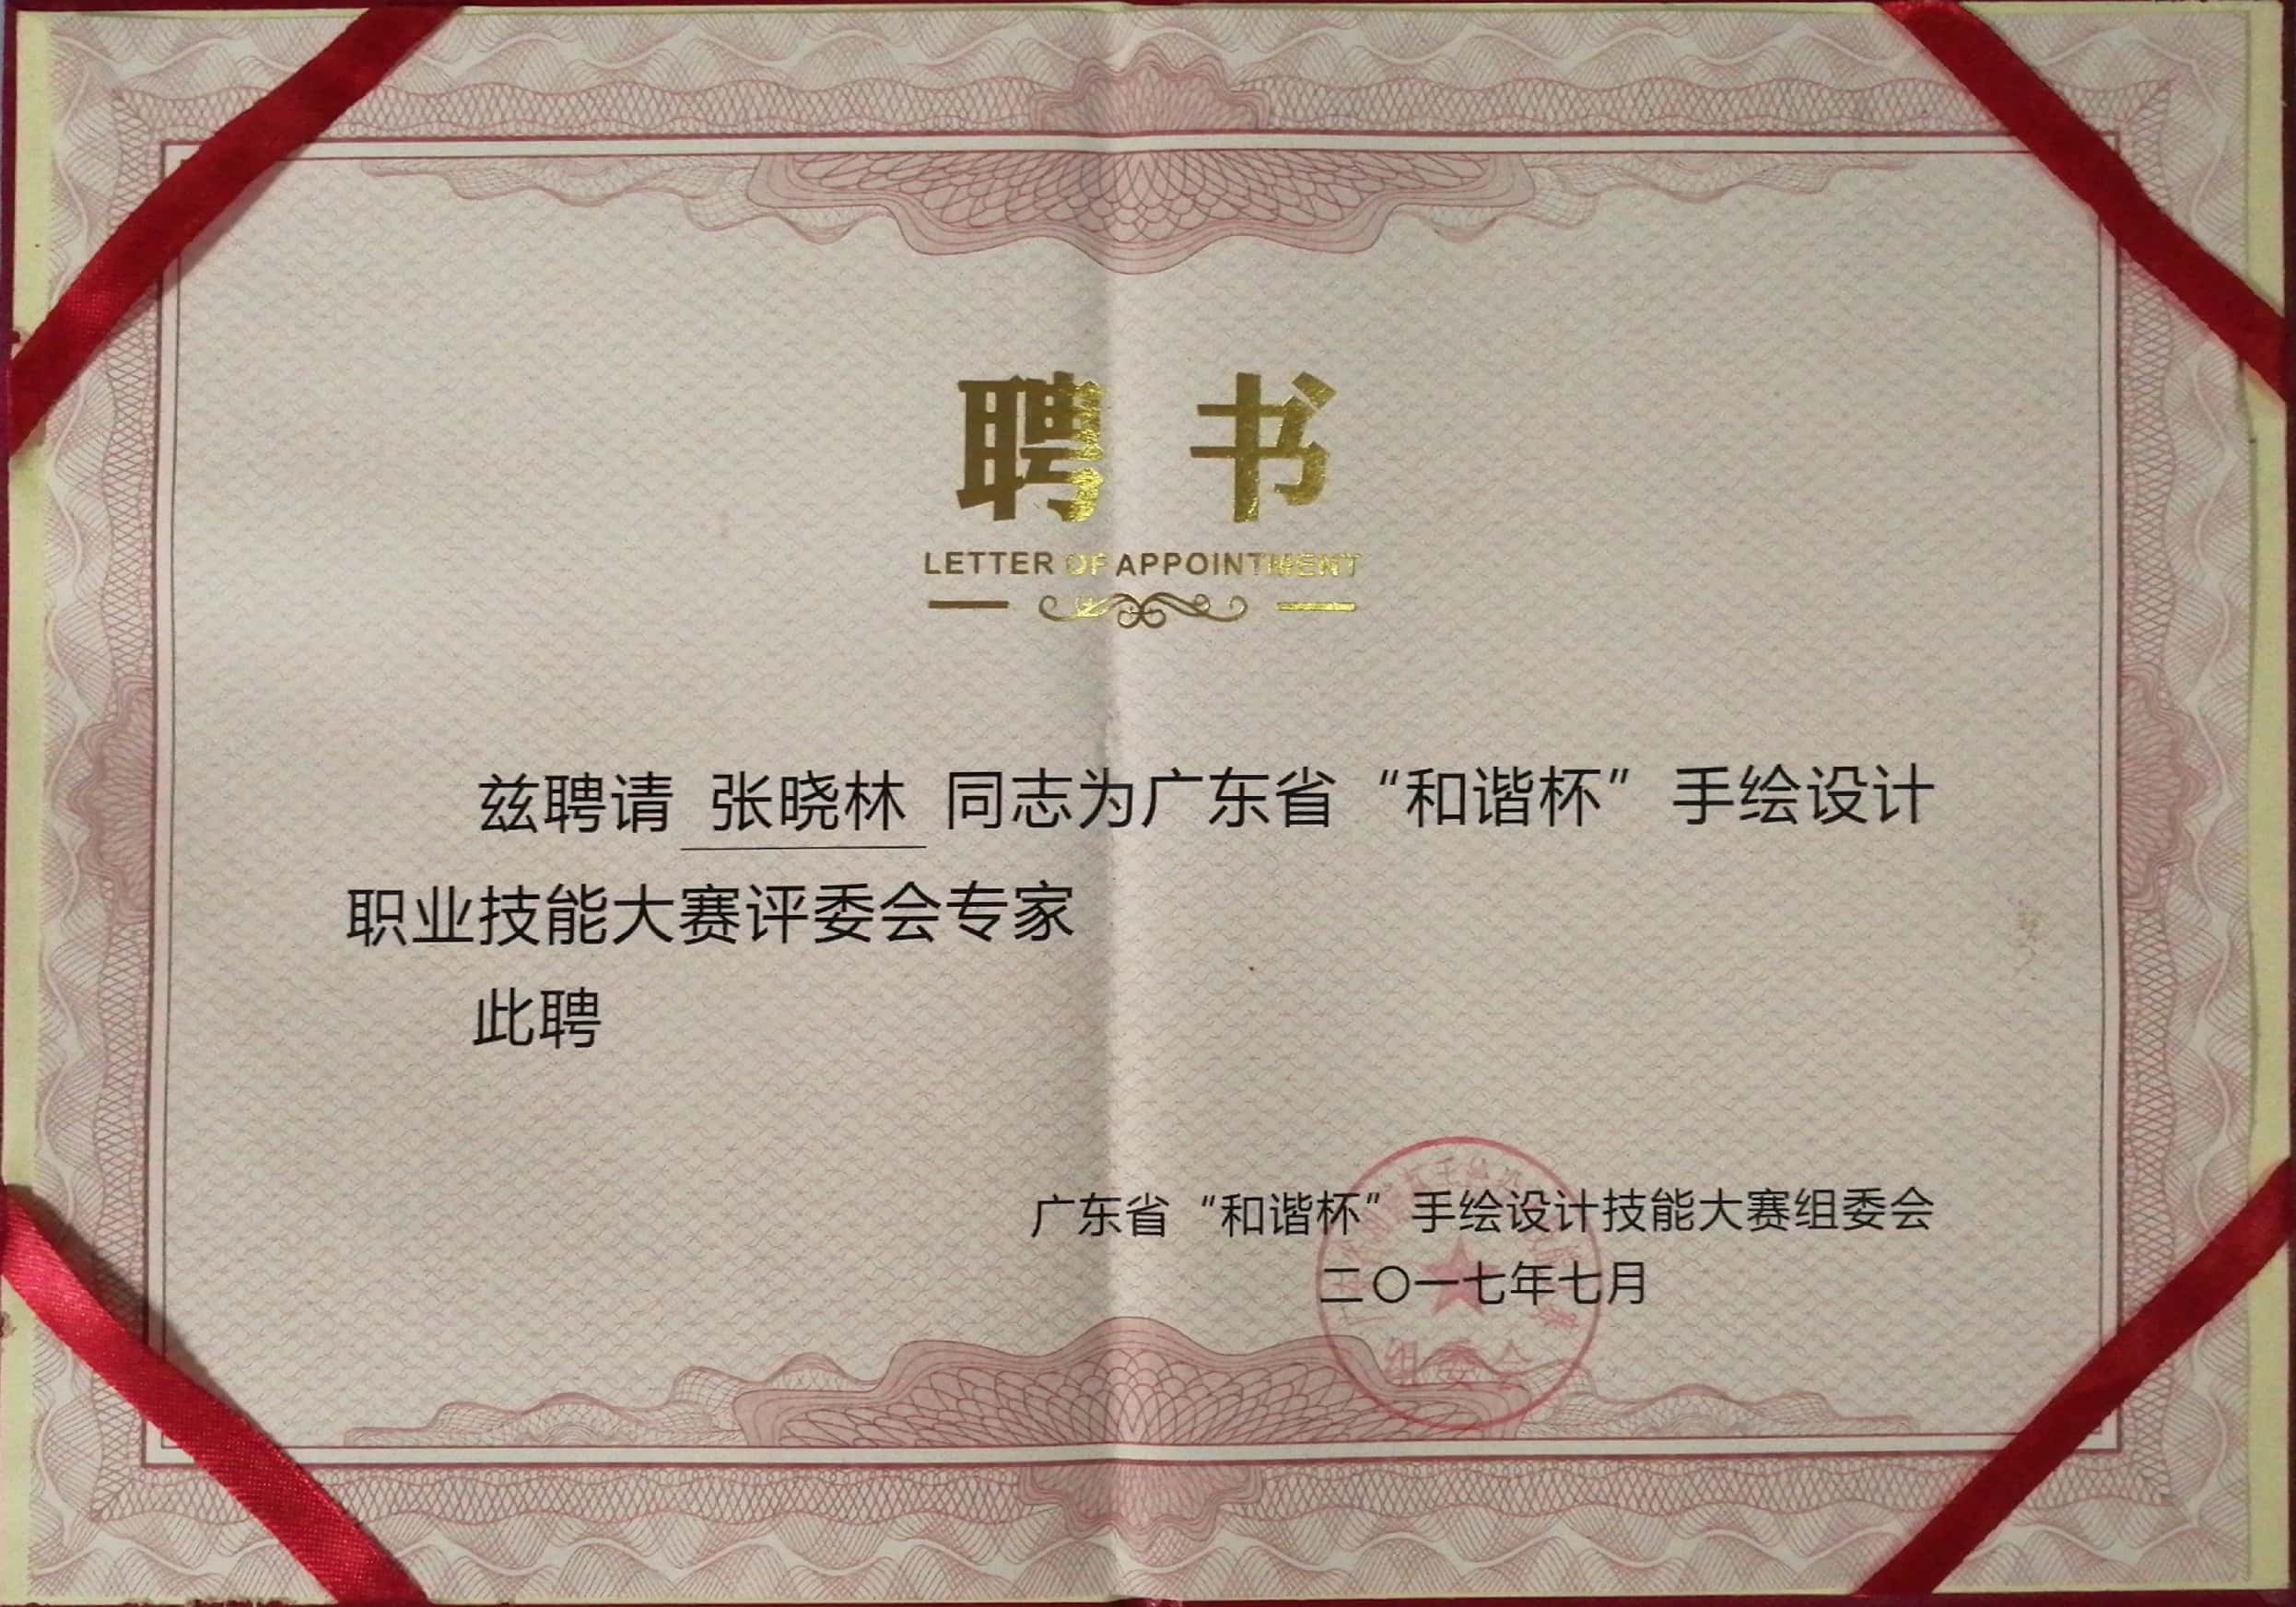 聘书
LETTER OF APPOINTMENT
兹聘请 张晓林 同志为广东省“和谐杯”手绘设计
职业技能大赛评委会专家
此聘
广东省“和谐杯”手绘设计技能大赛组委会
二〇一七年七月
组委会